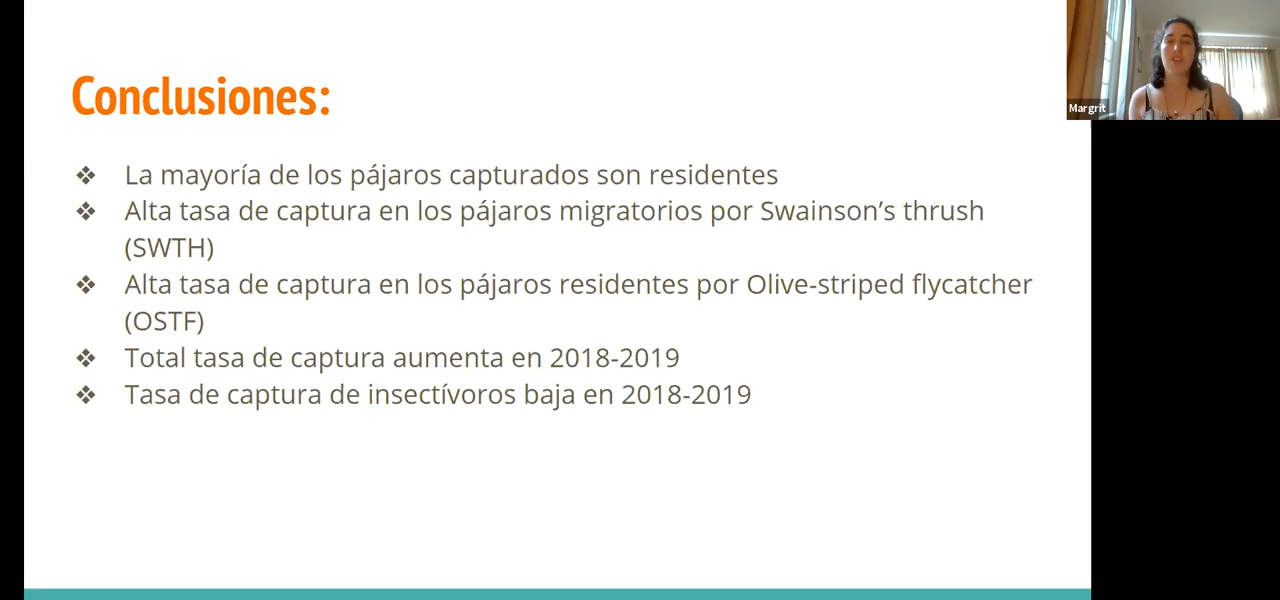 Conclusiones:
Margrit
❖ La mayoría de los pájaros capturados son residentes
❖ Alta tasa de captura en los pájaros migratorios por Swainson’s thrush
(SWTH)
❖ Alta tasa de captura en los pájaros residentes por Olive-striped flycatcher
(OSTF)
❖ Total tasa de captura aumenta en 2018-2019
❖ Tasa de captura de insectívoros baja en 2018-2019